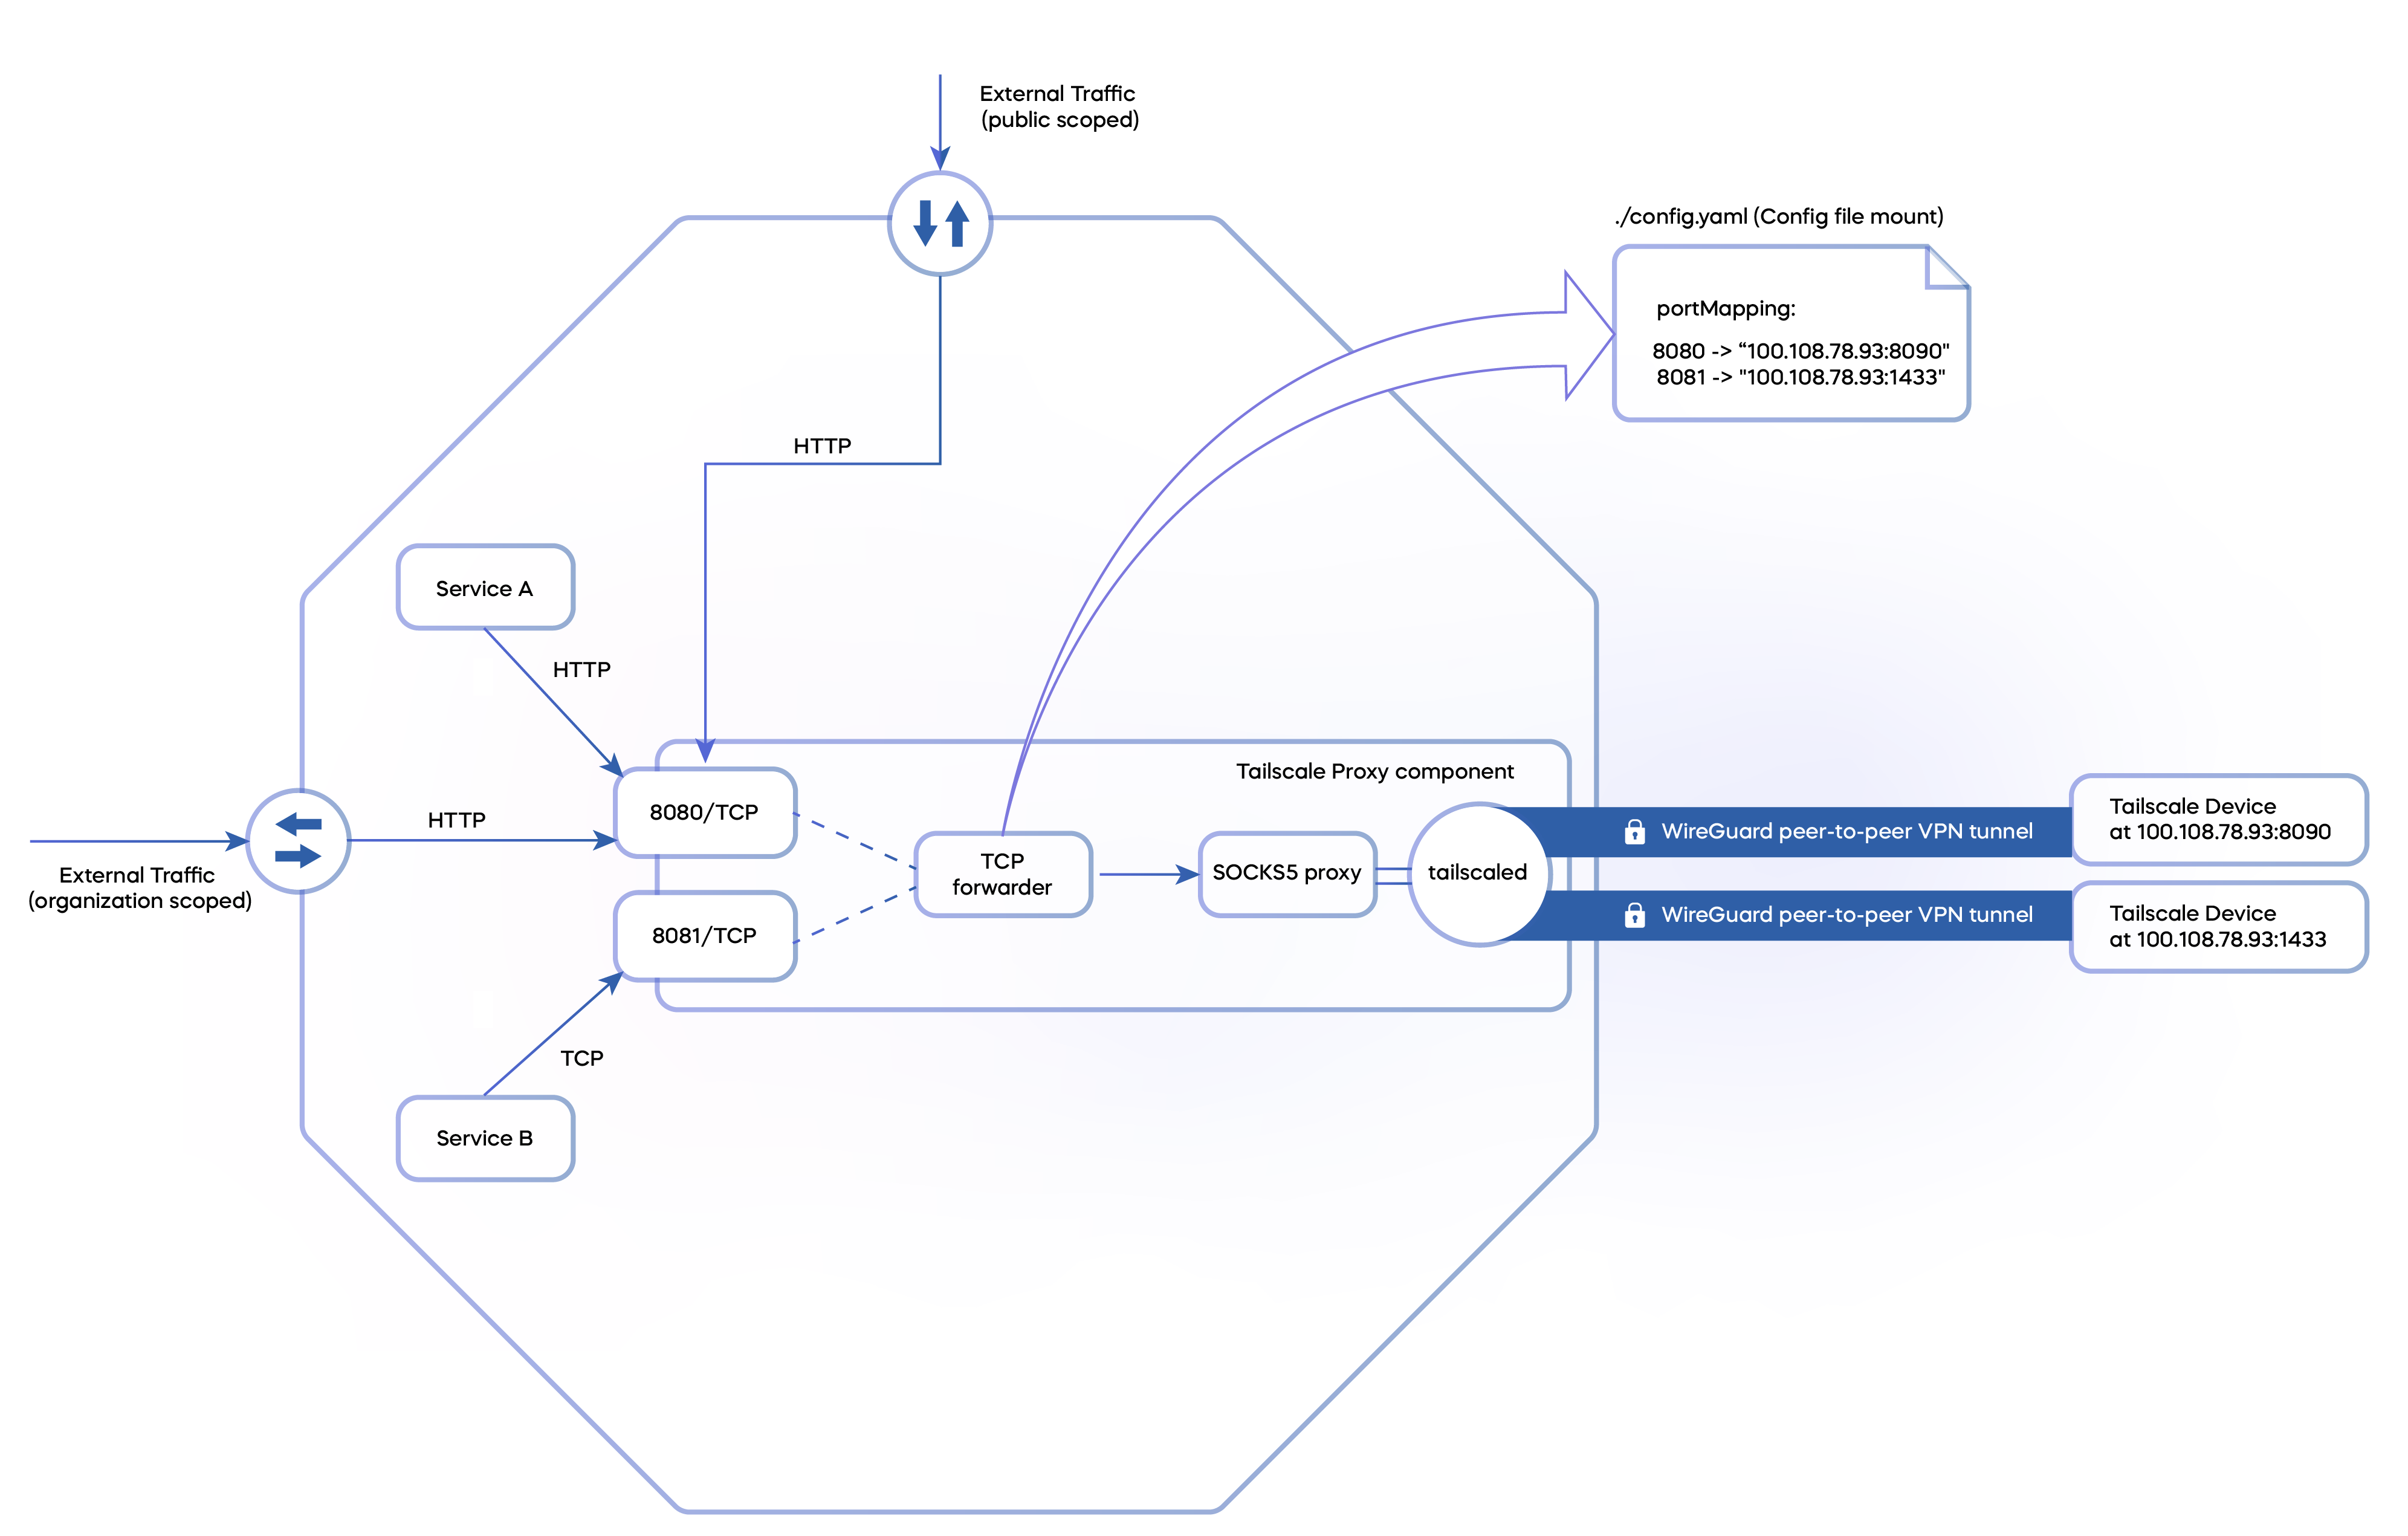 External Traffic
(public scoped)
./config.yaml (Config file mount)
portMapping:
8080 -> “100.108.78.93:8090"
8081 -> "100.108.78.93:1433"
HTTP
Service A
HTTP
Tailscale Proxy component
8080/TCP
HTTP
External Traffic
(organization scoped)
TCP
forwarder
SOCKS5 proxy
tailscaled
WireGuard peer-to-peer VPN tunnel
Tailscale Device
at 100.108.78.93:8090
WireGuard peer-to-peer VPN tunnel
Tailscale Device
at 100.108.78.93:1433
8081/TCP
TCP
Service B